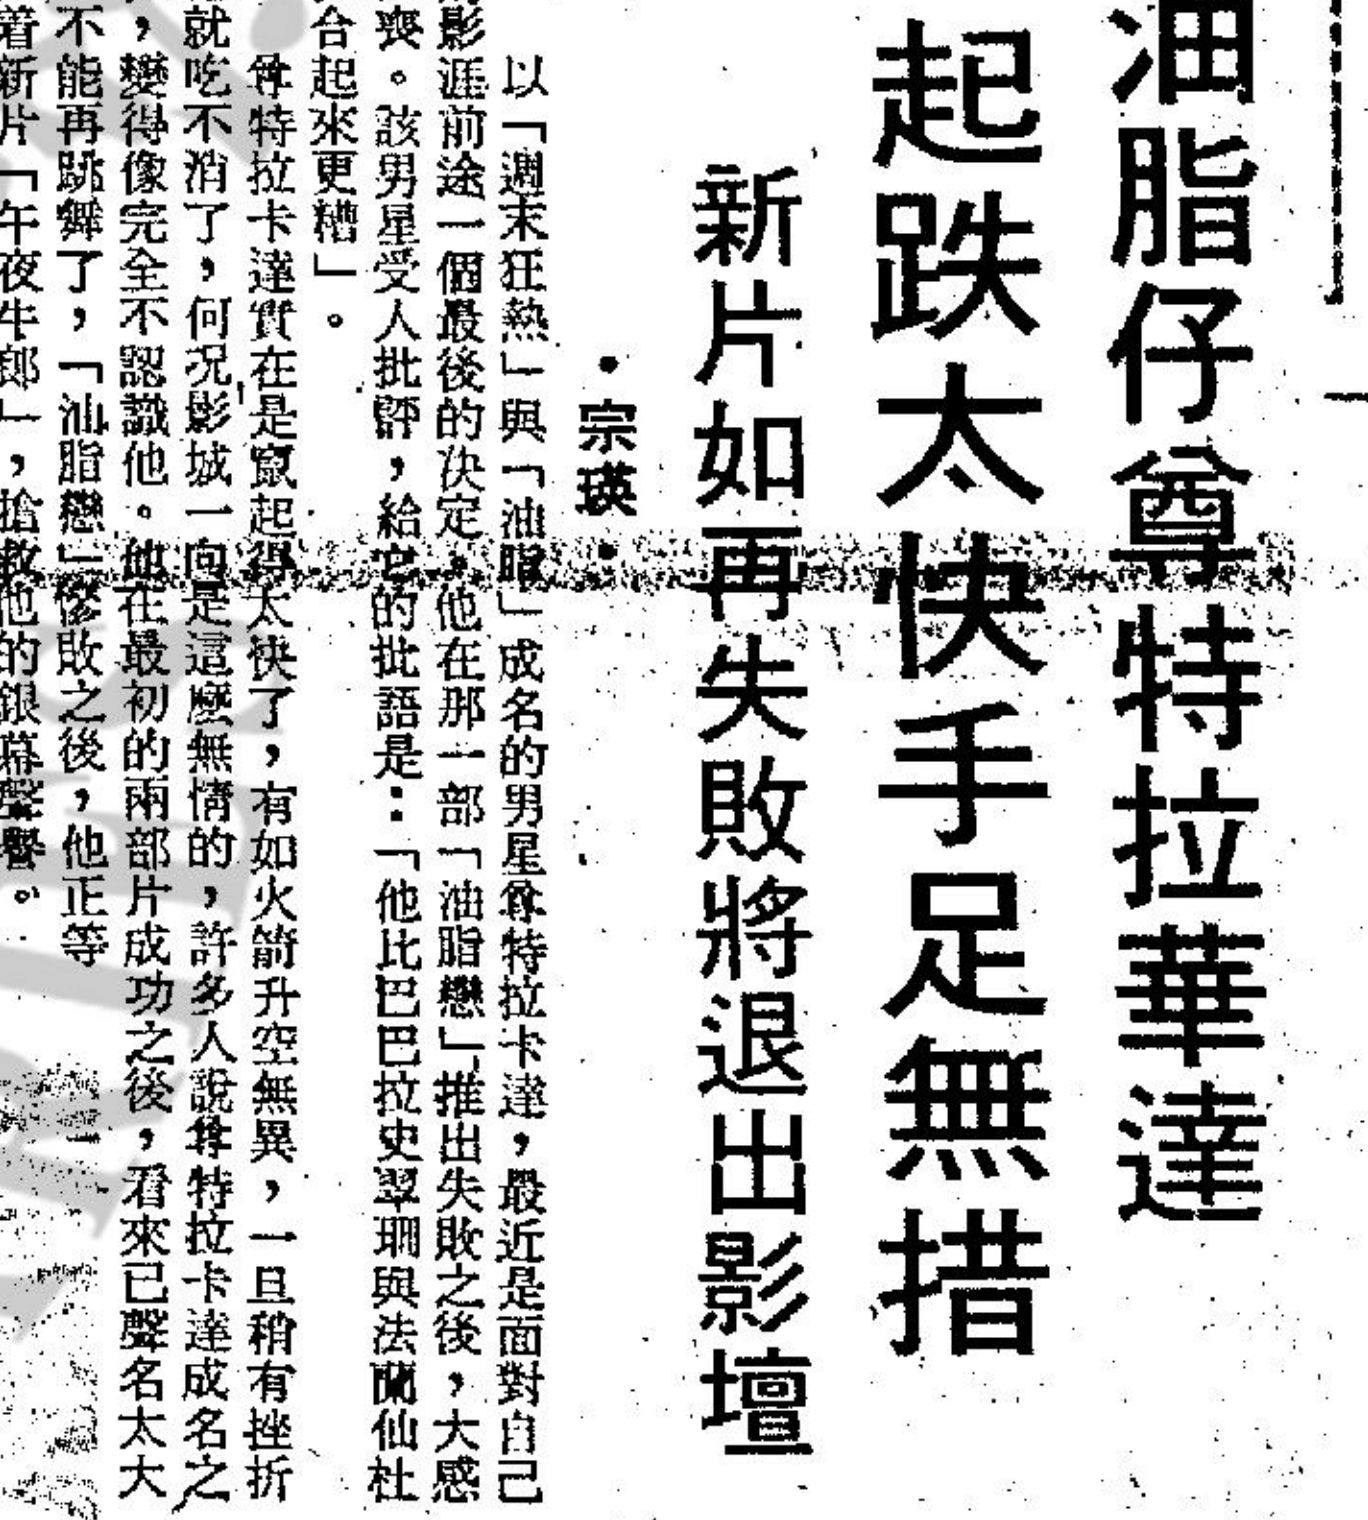 油脂仔尊特拉華達
起跌太快手足無措
新片如再失敗將退出影壇
•宗瑛•
以「週末狂熱」與「油脂」成名的男星尊特拉卡達，最近是面對自己
影涯前途一個最後的决定。他在那一部「油脂戀」推出失敗之後，大感
喪。該男星受人批評，給它的批語是：「他比巴巴拉史翠珊與法蘭仙杜
合起來更糟」。
尊特拉卡達實在是竄起得太快了，有如火箭升空無異，一旦稍有挫折
就吃不消了，何况影城一向是這麼無情的，許多人說尊特拉卡達成名之
，變得像完全不認識他。他在最初的兩部片成功之後，看來已聲名太大
不能再跳舞了，「油脂戀」慘敗之後，他正等
着新片「午夜牛郎」，搶救他的銀幕聲譽。